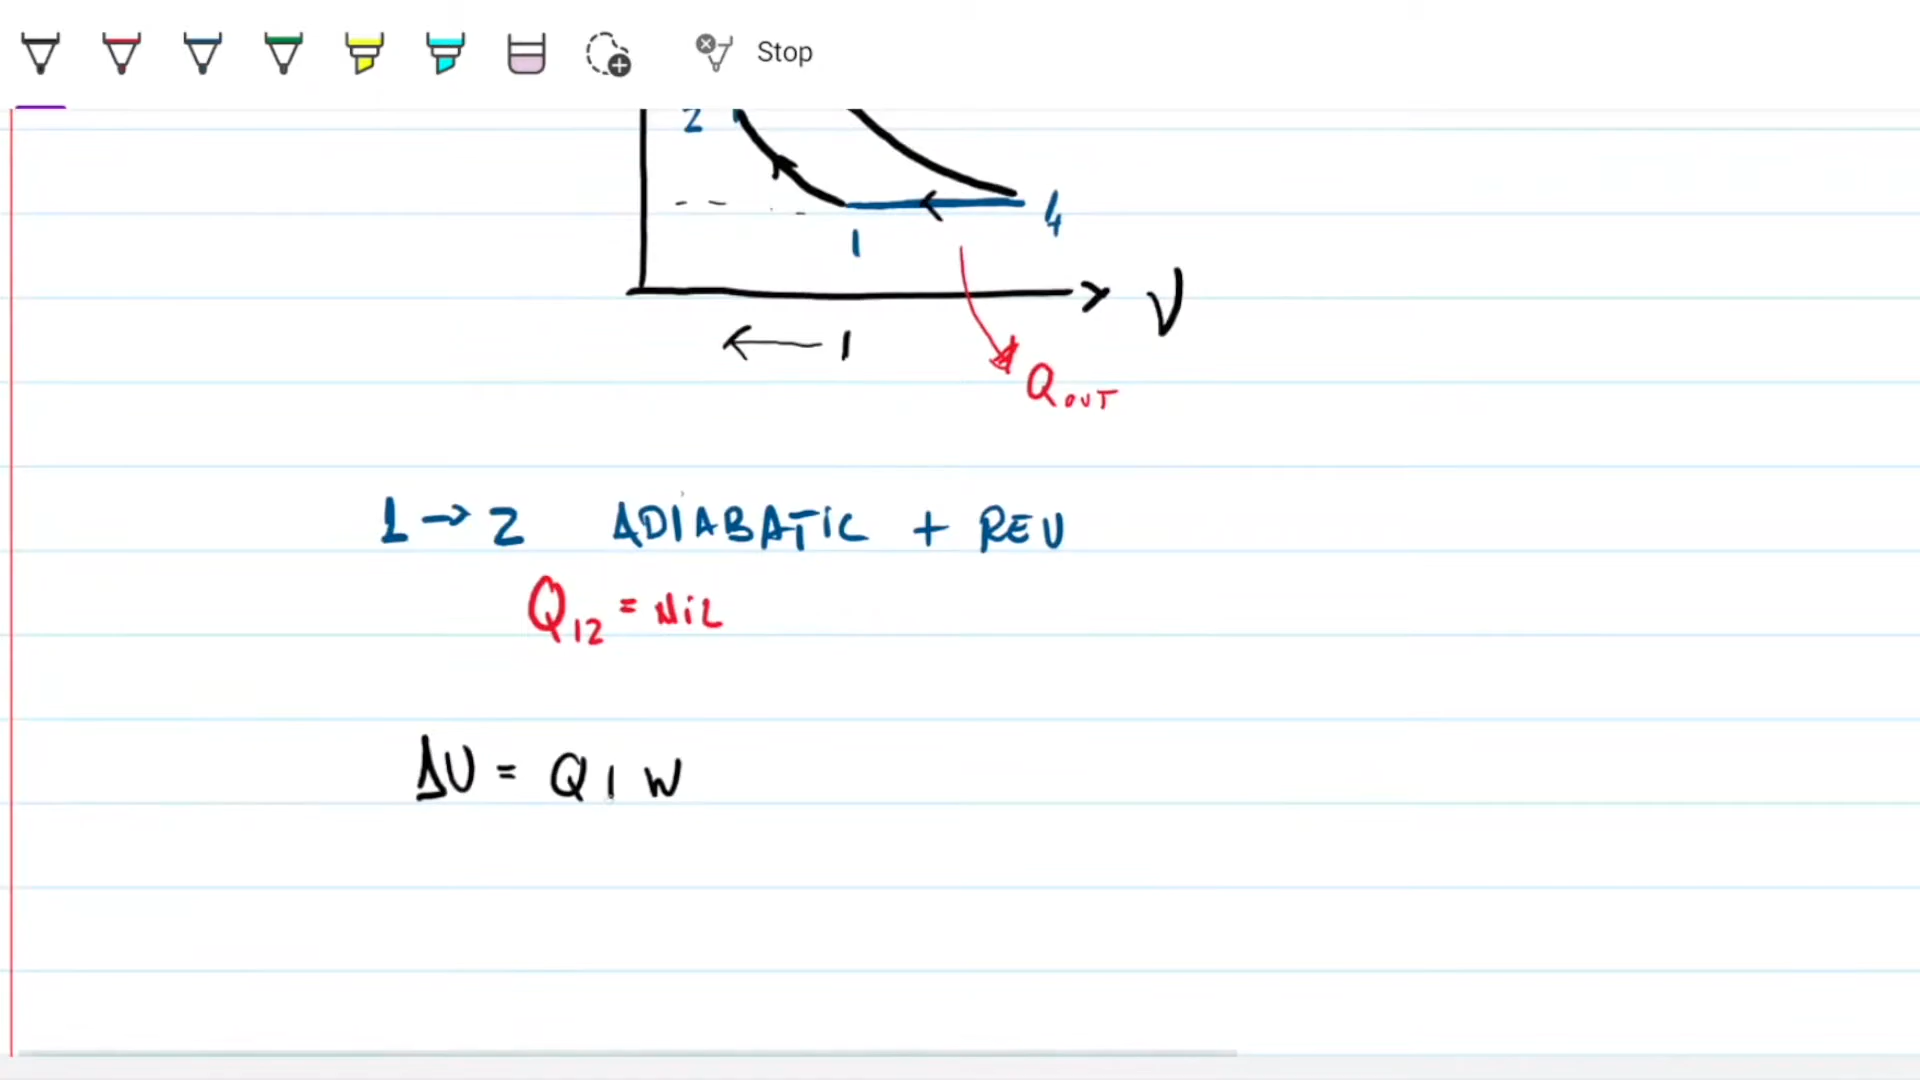 Stop
2
4
1
V
← 1
Q OUT
1 → 2 ADIABATIC + REV
Q12 = NIL
ΔU = Q I W